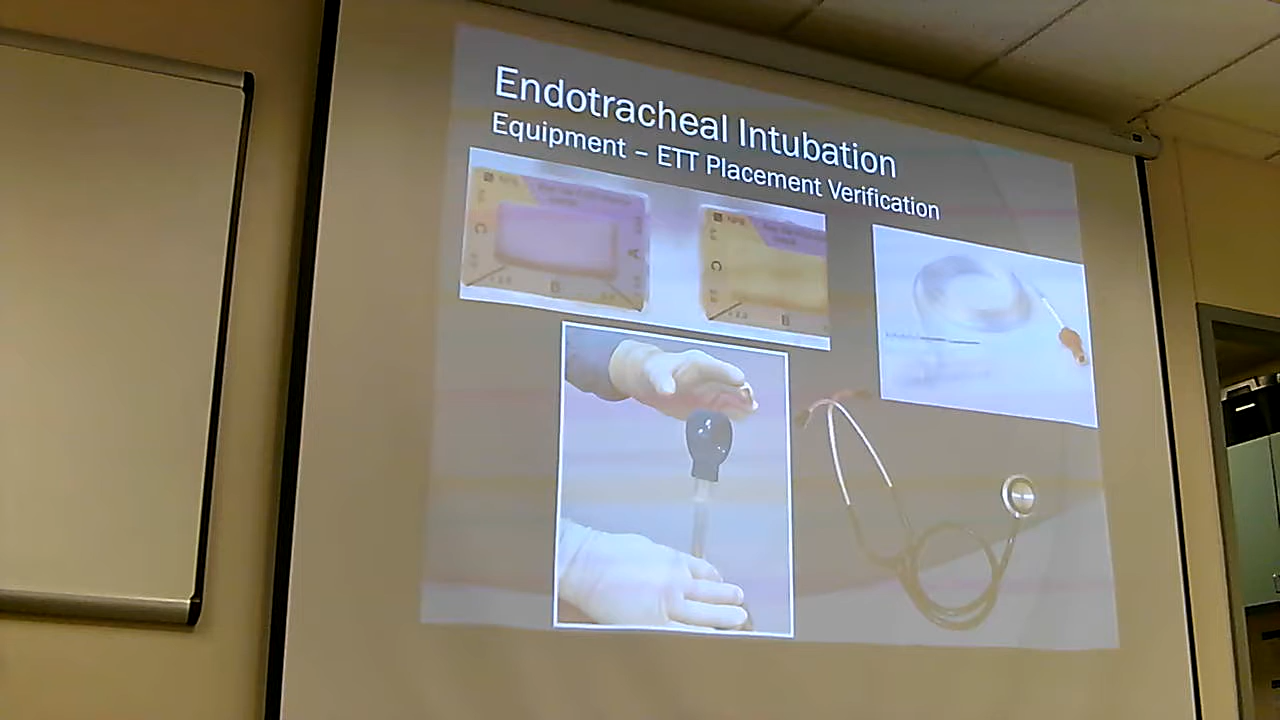 Endotracheal Intubation
Equipment – ETT Placement Verification
C
A
B
C
B